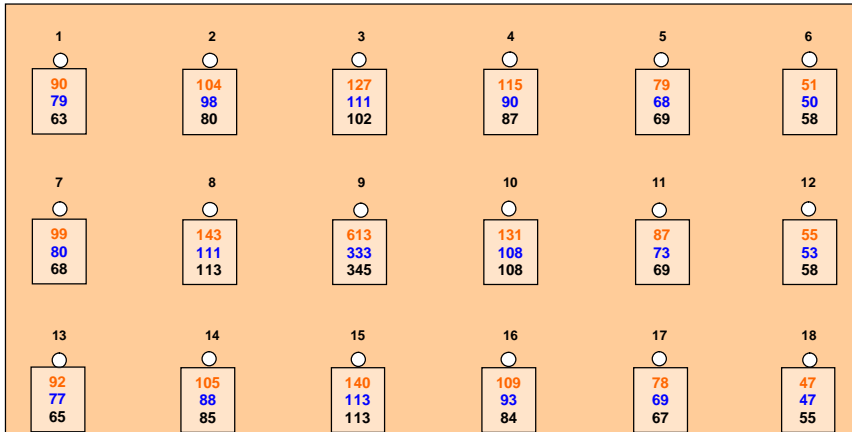 1 2 3 4 5 6
90 104 127 115 79 51
79 98 111 90 68 50
63 80 102 87 69 58
7 8 9 10 11 12
99 143 613 131 87 55
80 111 333 108 73 53
68 113 345 108 69 58
13 14 15 16 17 18
92 105 140 109 78 47
77 88 113 93 69 47
65 85 113 84 67 55